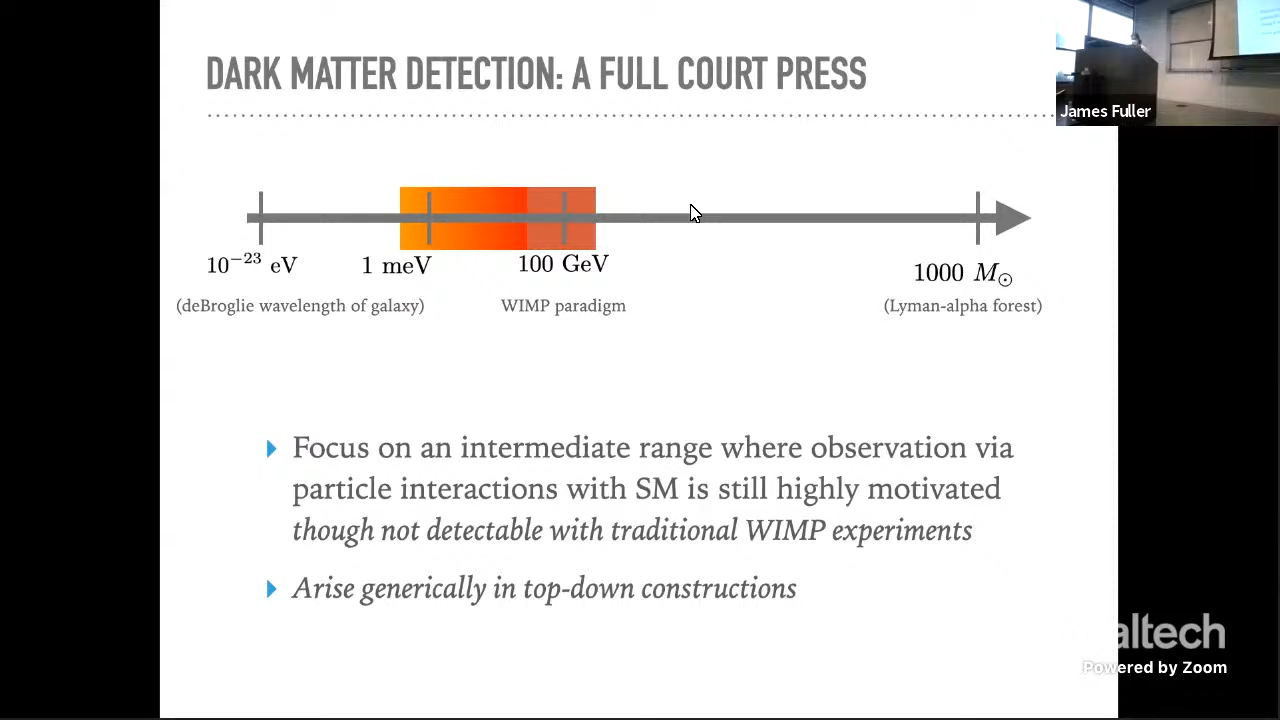 DARK MATTER DETECTION: A FULL COURT PRESS
James Fuller
10⁻²³ eV
1 meV
100 GeV
1000 M☉
(deBroglie wavelength of galaxy)
WIMP paradigm
(Lyman-alpha forest)
Focus on an intermediate range where observation via
particle interactions with SM is still highly motivated
though not detectable with traditional WIMP experiments
Arise generically in top-down constructions
altech
Powered by Zoom